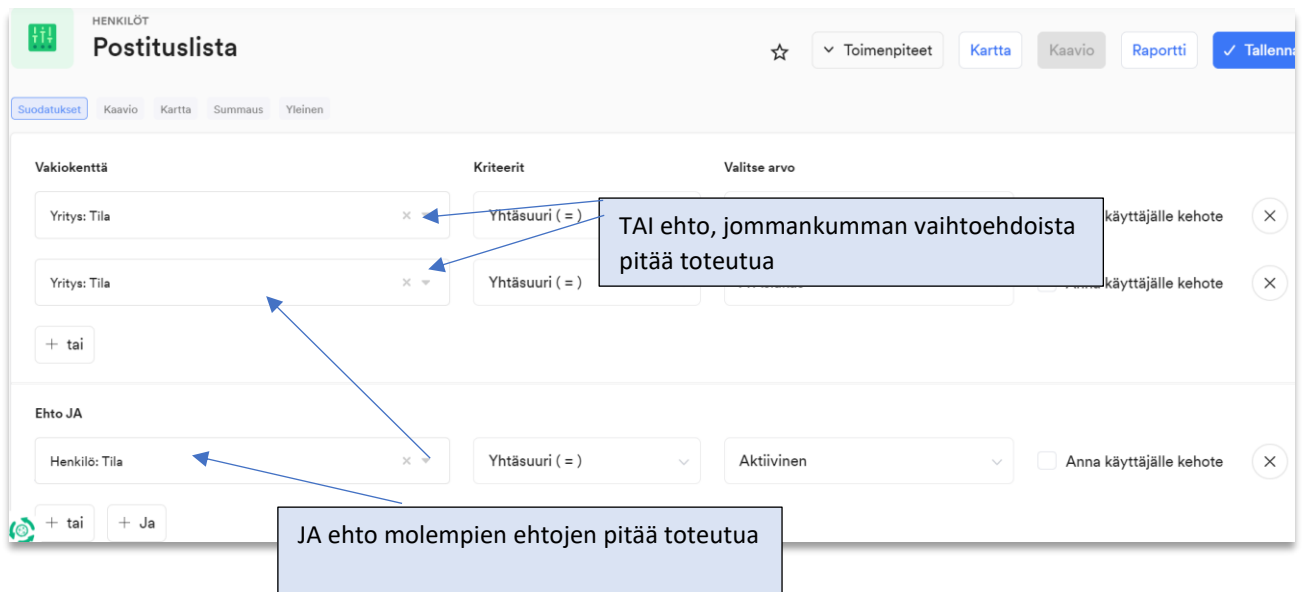 HENKILÖT
Postituslista
Toimenpiteet Kartta Kaavio Raportti Tallenna
Suodatukset Kaavio Kartta Summaus Yleinen
Vakiokenttä Kriteerit Valitse arvo
Yritys: Tila Yhtäsuuri ( = ) käyttäjälle kehote
TAI ehto, jommankumman vaihtoehdoista
pitää toteutua
Yritys: Tila Yhtäsuuri ( = ) käyttäjälle kehote
+ tai
Ehto JA
Henkilö: Tila Yhtäsuuri ( = ) Aktiivinen Anna käyttäjälle kehote
+ tai + Ja
JA ehto molempien ehtojen pitää toteutua